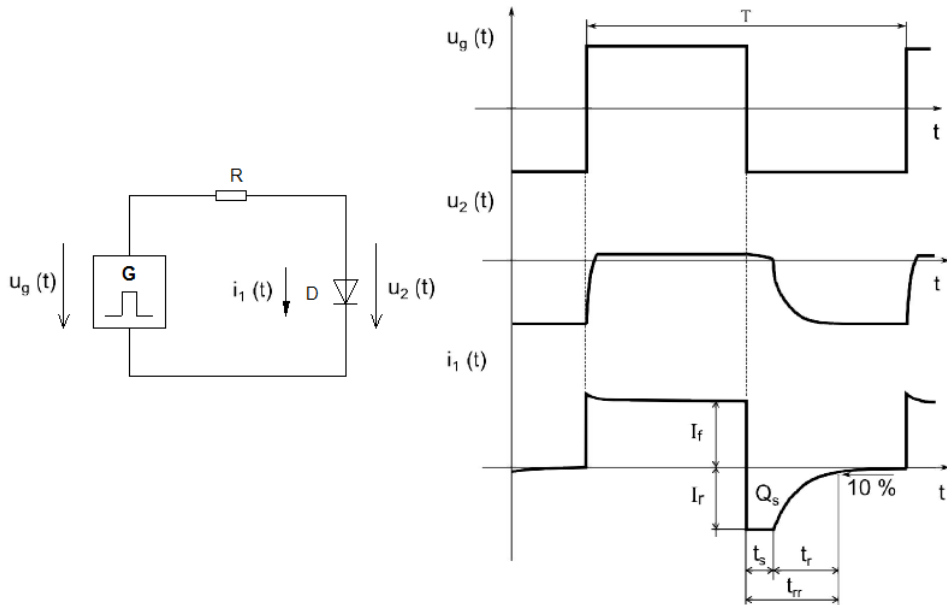 R
G
u_g (t)
i_1 (t)
D
u_2 (t)
u_g (t)
T
t
u_2 (t)
t
i_1 (t)
I_f
I_r
Q_s
10 %
t
t_s
t_r
t_rr